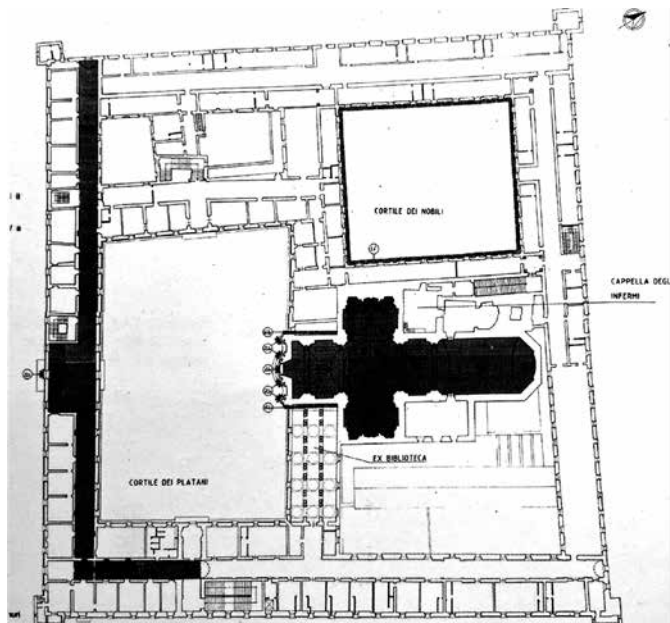 CORTILE DEI NOBILI
CAPPELLA DEGL
INFERMI
EX BIBLIOTECA
CORTILE DEI PLATANI